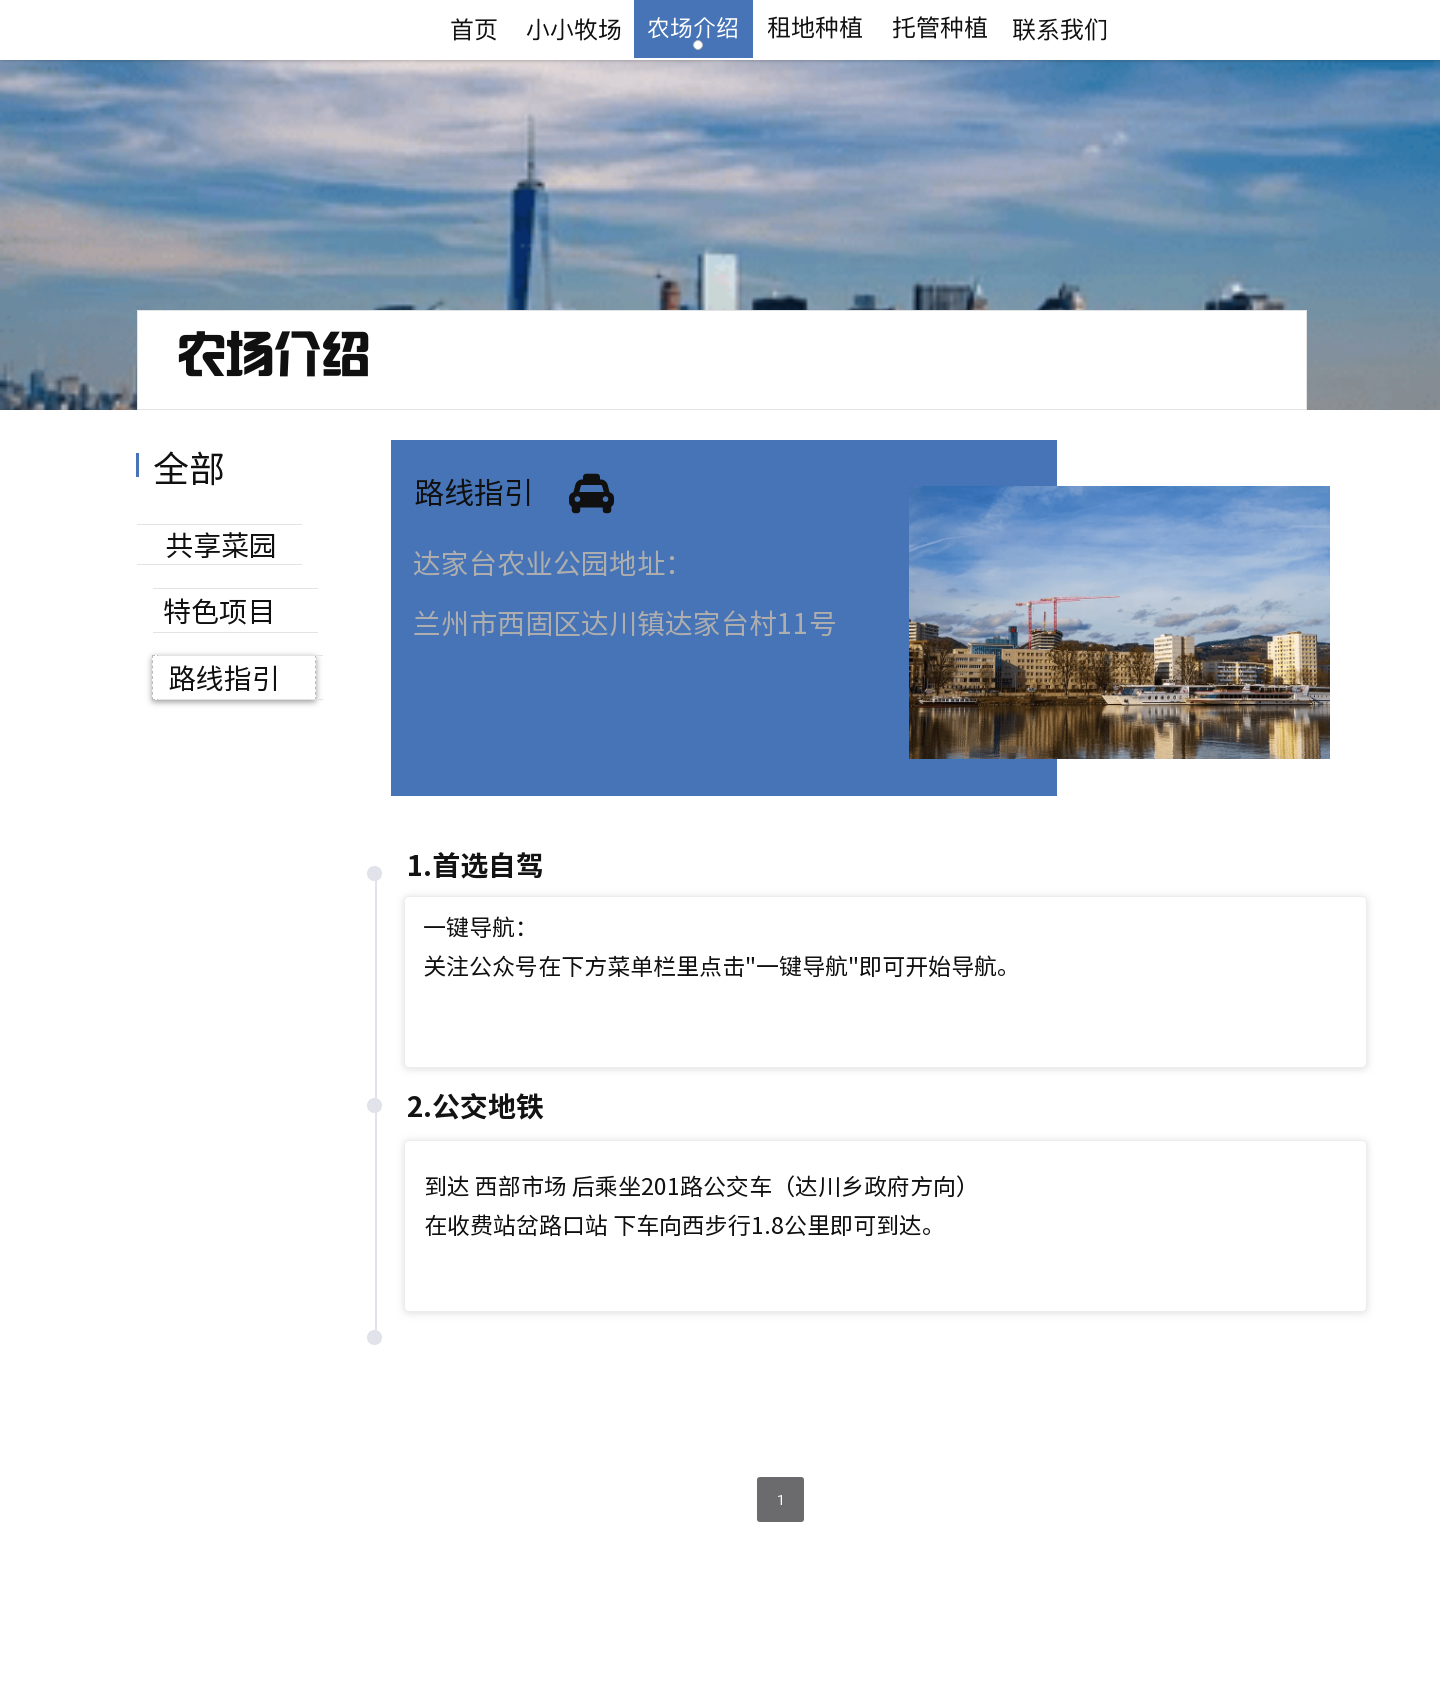 首页
小小牧场
农场介绍
租地种植
托管种植
联系我们
农场介绍
全部
共享菜园
特色项目
路线指引
路线指引
达家台农业公园地址：
兰州市西固区达川镇达家台村11号
1.首选自驾
一键导航：
关注公众号在下方菜单栏里点击"一键导航"即可开始导航。
2.公交地铁
到达 西部市场 后乘坐201路公交车（达川乡政府方向）
在收费站岔路口站 下车向西步行1.8公里即可到达。
1